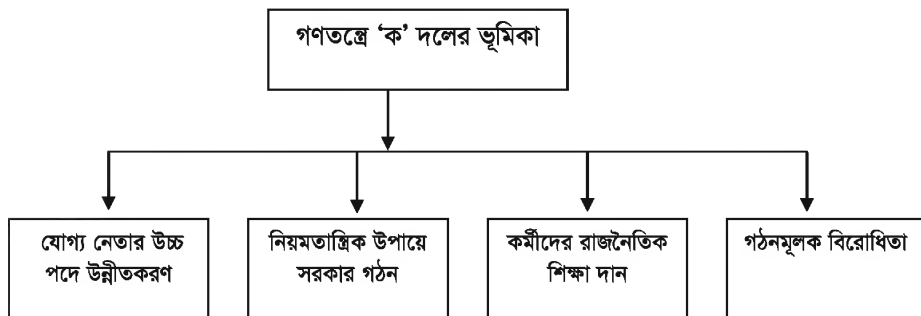 গণতন্ত্রে ‘ক’ দলের ভূমিকা
যোগ্য নেতার উচ্চ
পদে উন্নীতকরণ
নিয়মতান্ত্রিক উপায়ে
সরকার গঠন
কর্মীদের রাজনৈতিক
শিক্ষা দান
গঠনমূলক বিরোধিতা